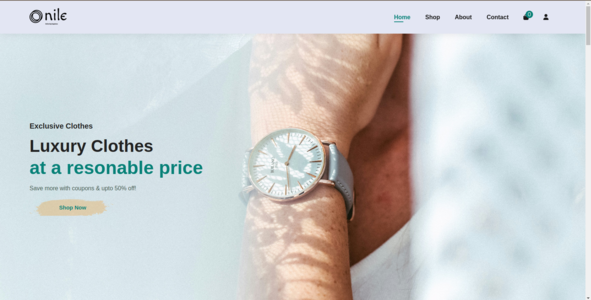 nile
Home Shop About Contact 0
Exclusive Clothes
Luxury Clothes
at a resonable price
Save more with coupons & upto 50% off!
Shop Now